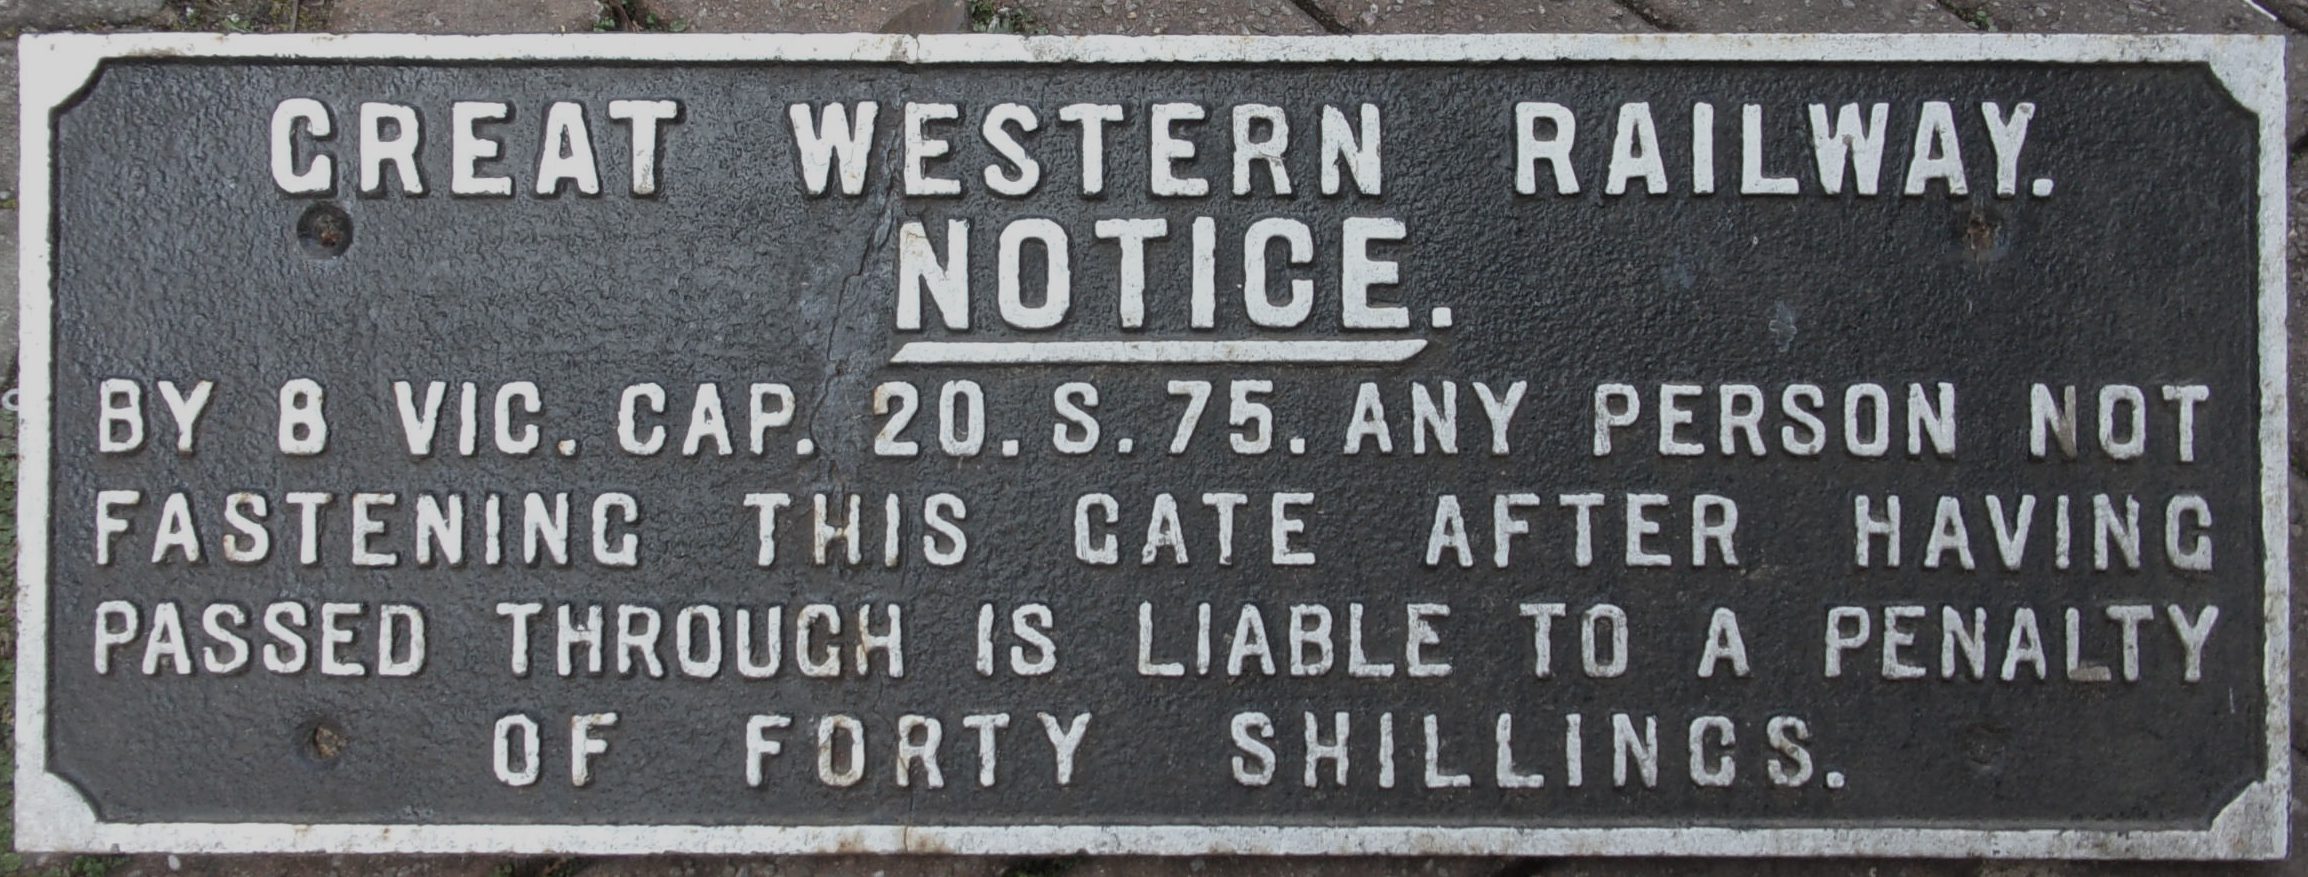 GREAT WESTERN RAILWAY.
NOTICE.
BY 8 VIC. CAP. 20. S. 75. ANY PERSON NOT
FASTENING THIS GATE AFTER HAVING
PASSED THROUGH IS LIABLE TO A PENALTY
OF FORTY SHILLINGS.